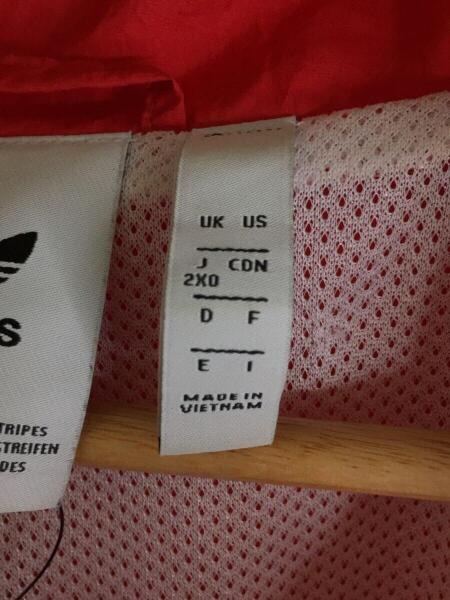 S
TRIPES
STREIFEN
DES
UK US
J CDN
2XO
D F
E I
MADE IN
VIETNAM